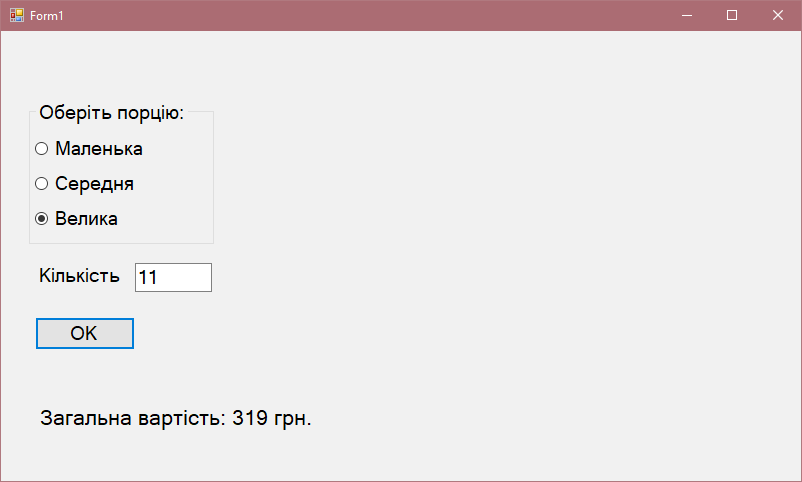 Form1
Оберіть порцію:
Маленька
Середня
Велика
Кількість 11
OK
Загальна вартість: 319 грн.